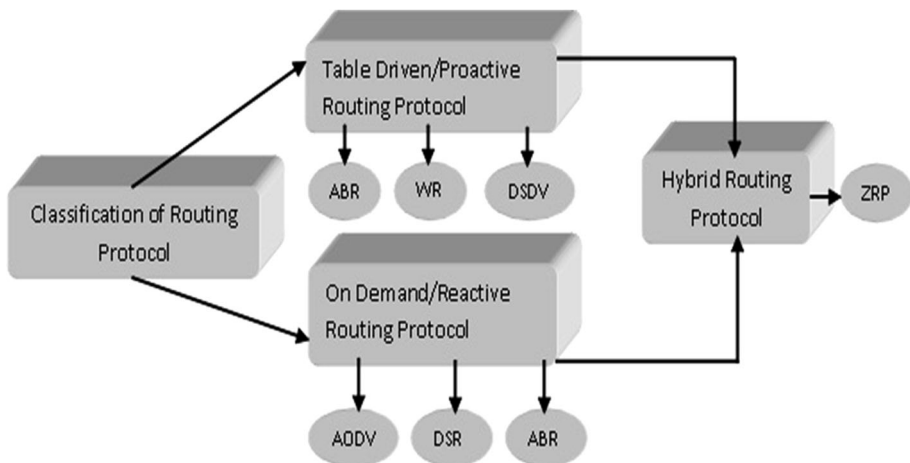 Table Driven/Proactive
Routing Protocol
ABR
WR
DSDV
Classification of Routing
Protocol
Hybrid Routing
Protocol
ZRP
On Demand/Reactive
Routing Protocol
AODV
DSR
ABR